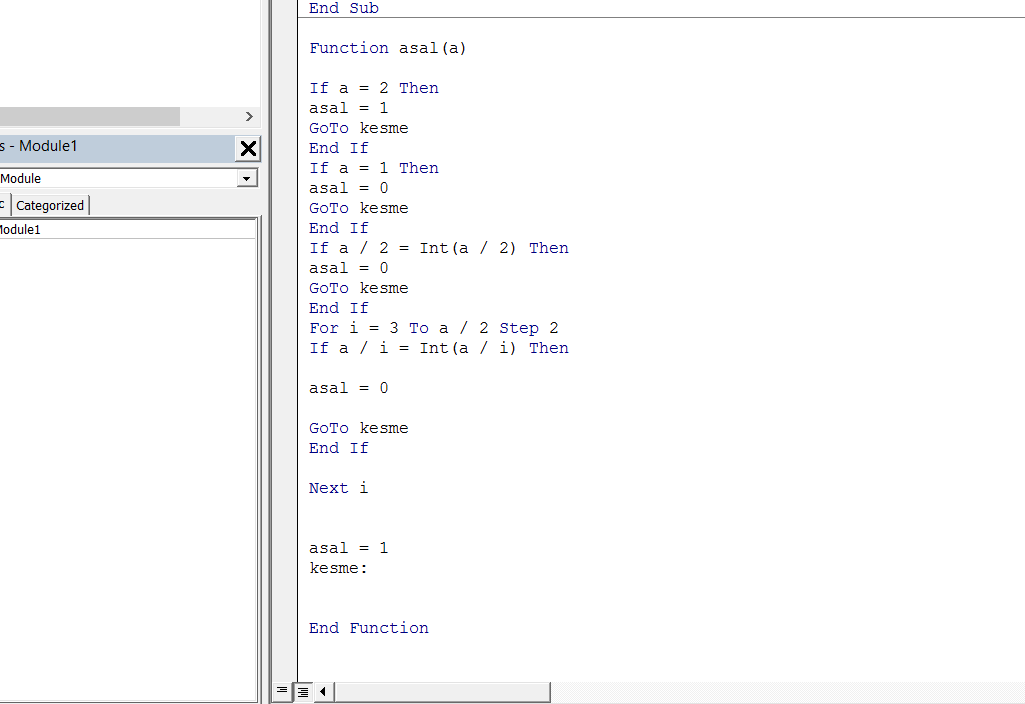 s - Module1
Module
Categorized
Module1
End Sub
Function asal(a)
If a = 2 Then
asal = 1
GoTo kesme
End If
If a = 1 Then
asal = 0
GoTo kesme
End If
If a / 2 = Int(a / 2) Then
asal = 0
GoTo kesme
End If
For i = 3 To a / 2 Step 2
If a / i = Int(a / i) Then
asal = 0
GoTo kesme
End If
Next i
asal = 1
kesme:
End Function